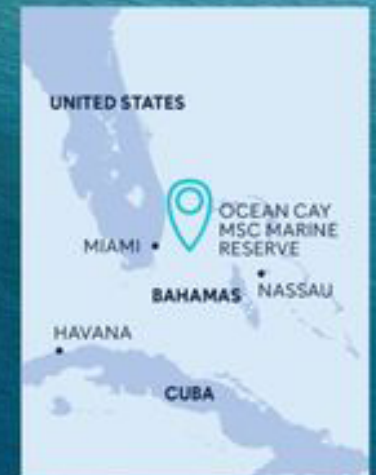 UNITED STATES
OCEAN CAY
MSC MARINE
RESERVE
MIAMI
BAHAMAS
NASSAU
HAVANA
CUBA